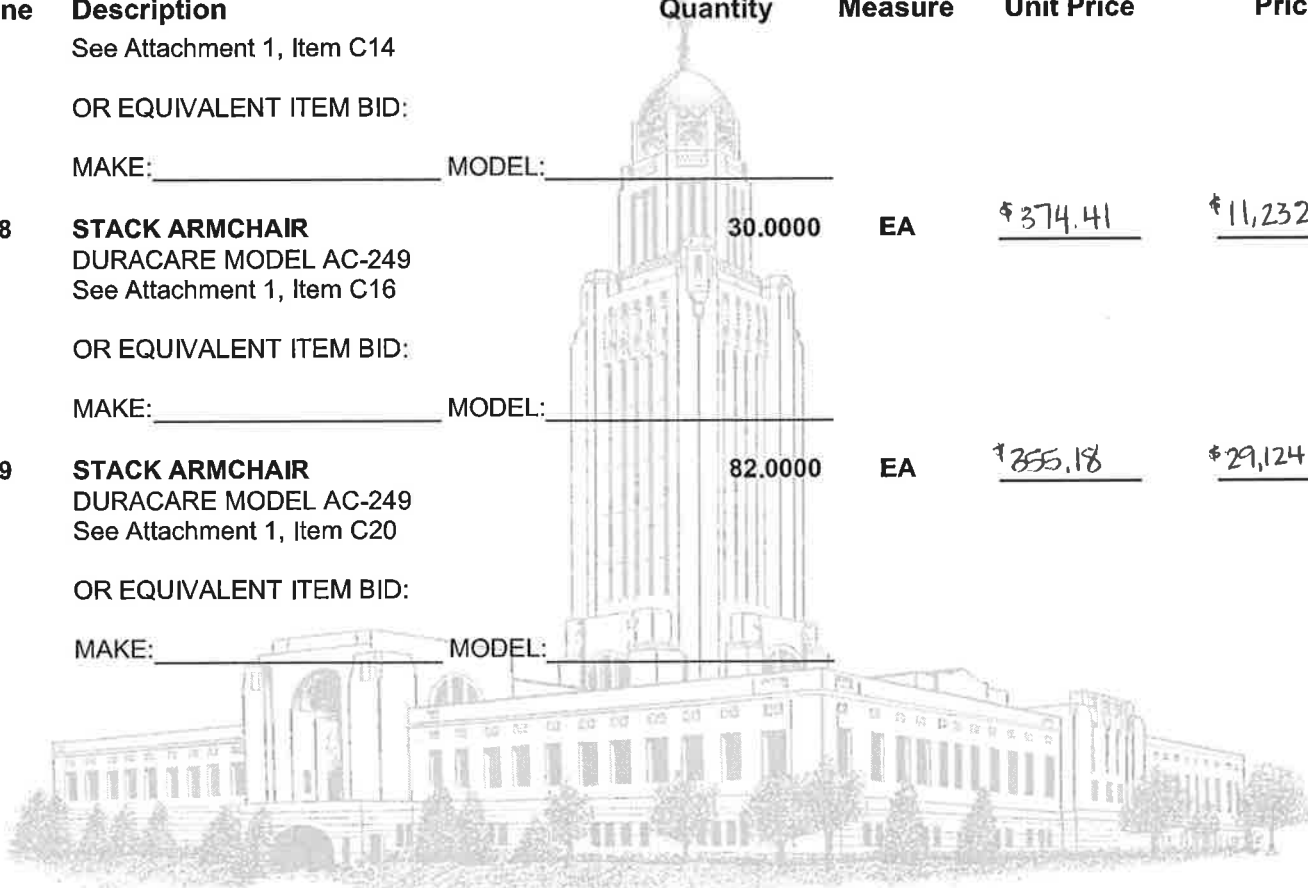 ne Description Quantity Measure Unit Price Pric
See Attachment 1, Item C14
OR EQUIVALENT ITEM BID:
MAKE: MODEL:
8 STACK ARMCHAIR 30.0000 EA $374.41 $11,232
DURACARE MODEL AC-249
See Attachment 1, Item C16
OR EQUIVALENT ITEM BID:
MAKE: MODEL:
9 STACK ARMCHAIR 82.0000 EA $355.18 $29,124
DURACARE MODEL AC-249
See Attachment 1, Item C20
OR EQUIVALENT ITEM BID:
MAKE: MODEL: